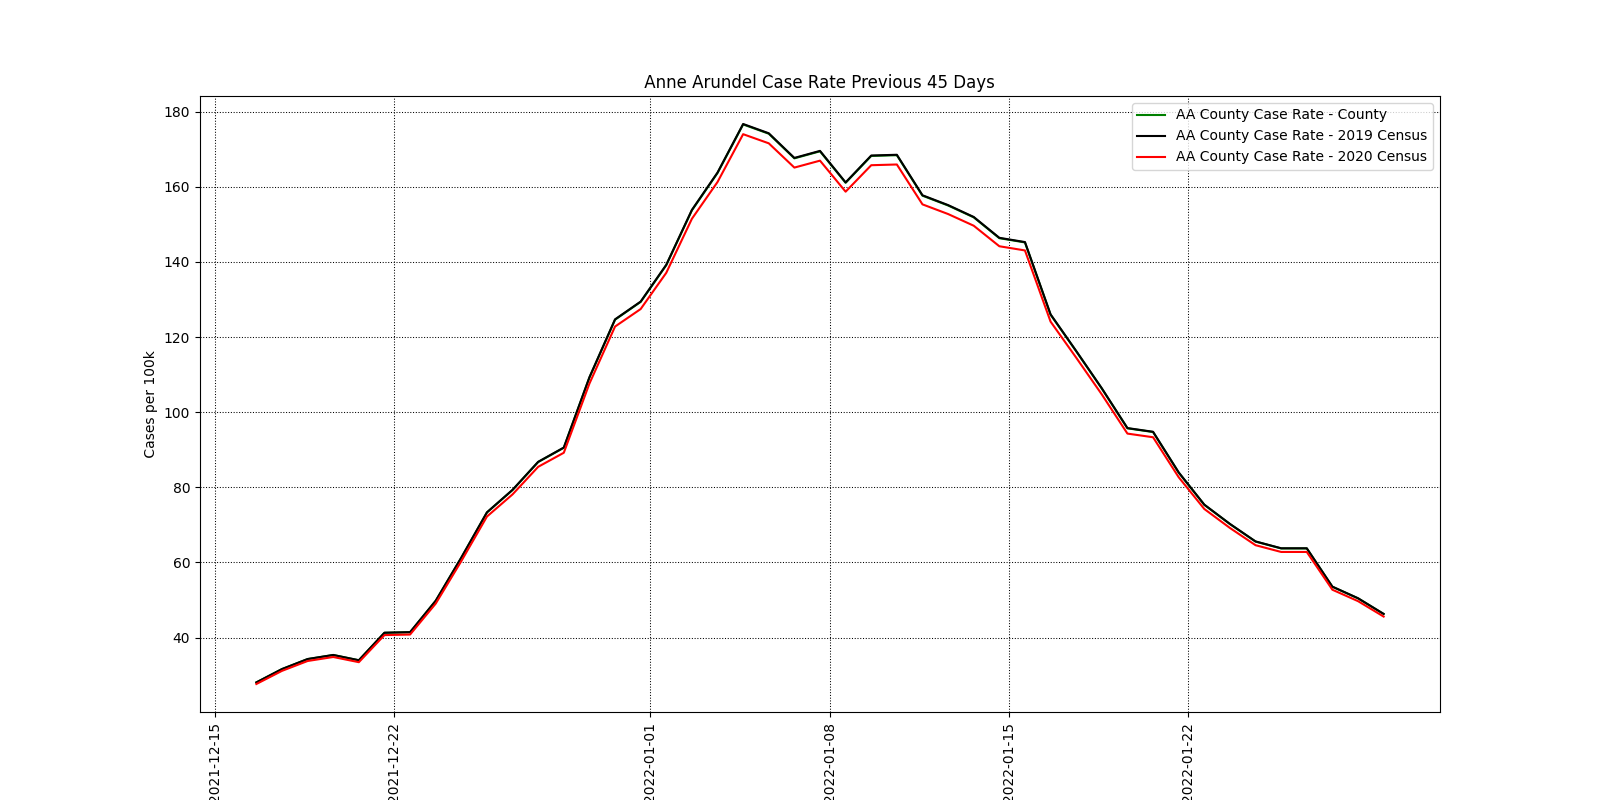 Anne Arundel Case Rate Previous 45 Days
AA County Case Rate - County
AA County Case Rate - 2019 Census
AA County Case Rate - 2020 Census
Cases per 100k
180
160
140
120
100
80
60
40
2021-12-15
2021-12-22
2022-01-01
2022-01-08
2022-01-15
2022-01-22